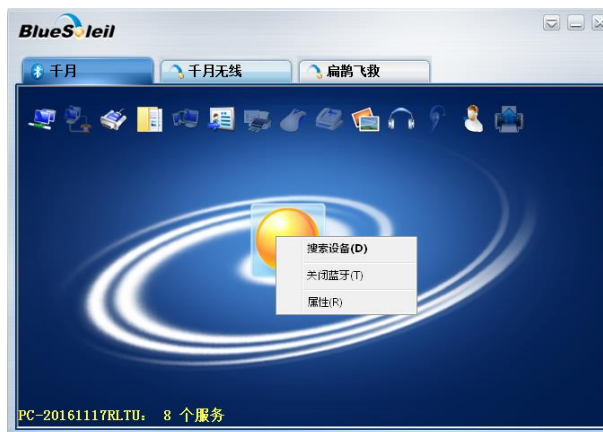 BlueSoleil
千月
千月无线
扁鹊飞救
搜索设备(D)
关闭蓝牙(T)
属性(R)
PC-20161117RLTU: 8 个服务